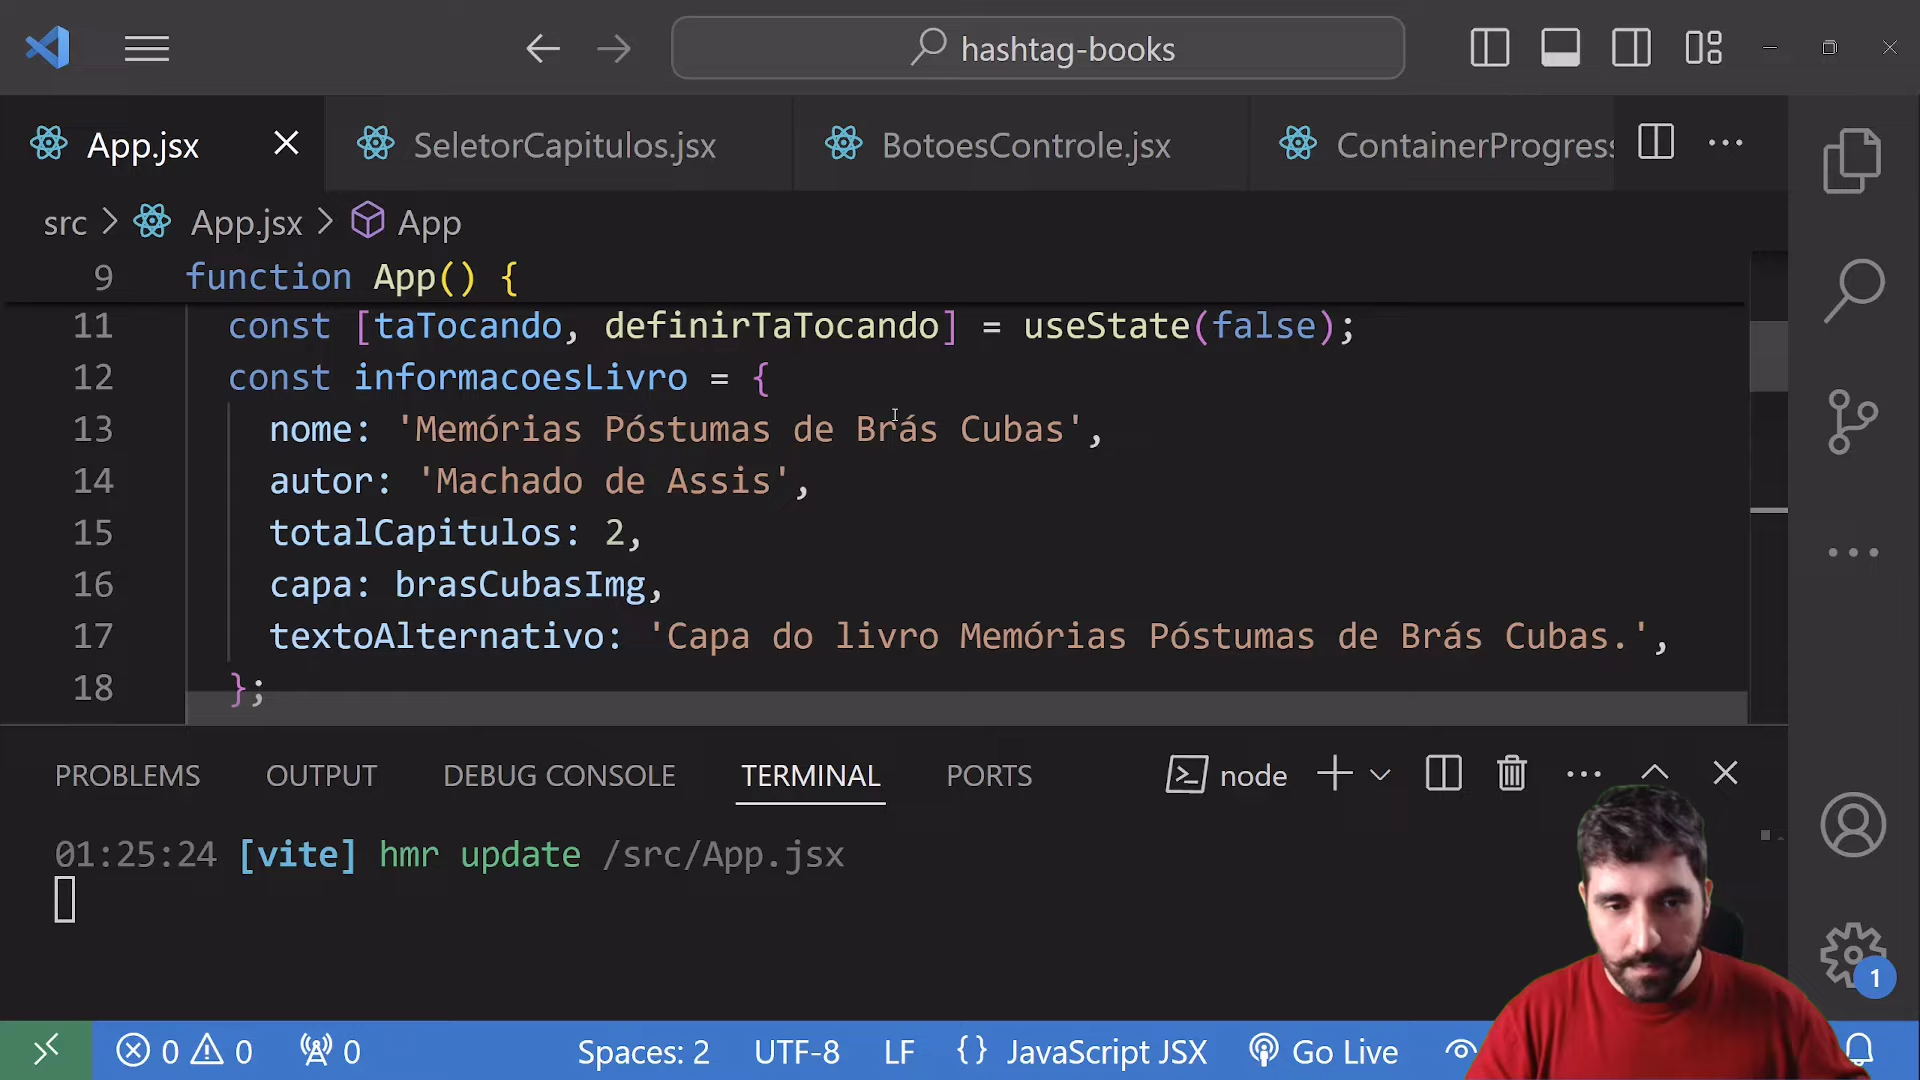 hashtag-books
App.jsx
SeletorCapitulos.jsx
BotoesControle.jsx
ContainerProgress
src > App.jsx > App
9 function App() {
11 const [taTocando, definirTaTocando] = useState(false);
12 const informacoesLivro = {
13 nome: 'Memórias Póstumas de Brás Cubas',
14 autor: 'Machado de Assis',
15 totalCapitulos: 2,
16 capa: brasCubasImg,
17 textoAlternativo: 'Capa do livro Memórias Póstumas de Brás Cubas.',
18 };
PROBLEMS OUTPUT DEBUG CONSOLE TERMINAL PORTS node
01:25:24 [vite] hmr update /src/App.jsx
1
0 0 0 Spaces: 2 UTF-8 LF {} JavaScript JSX Go Live